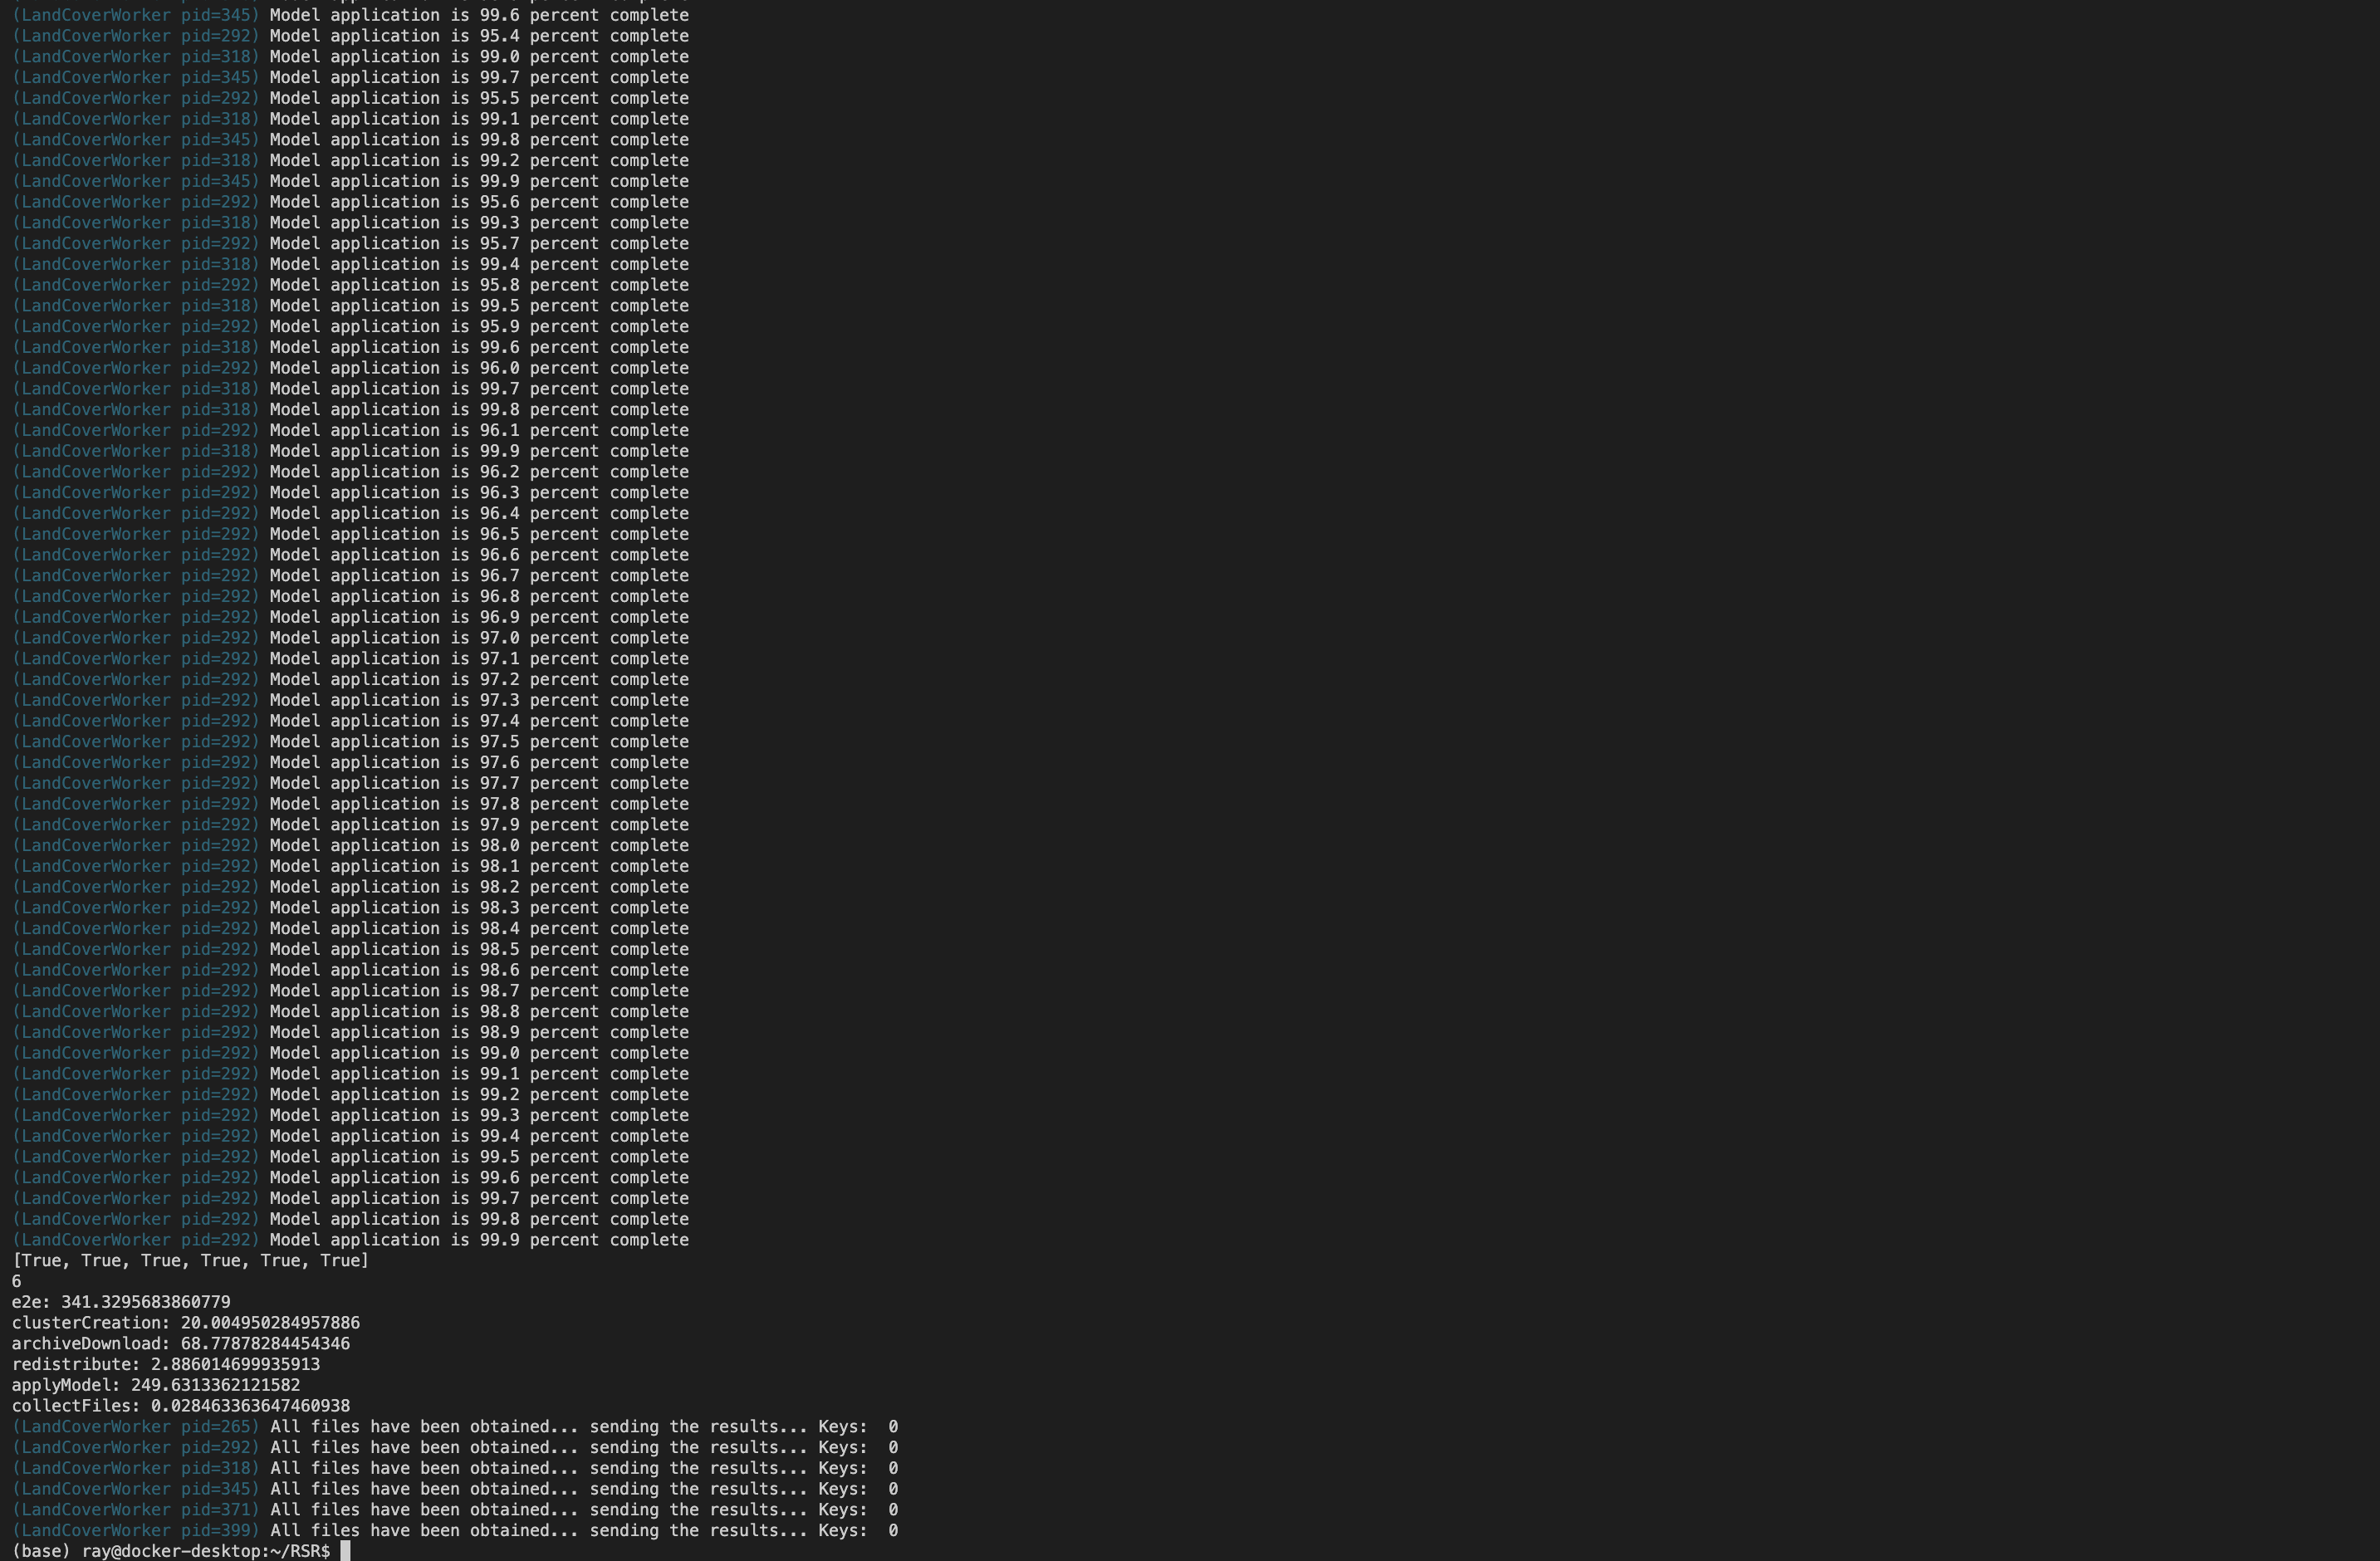 (LandCoverWorker pid=345) Model application is 99.6 percent complete
(LandCoverWorker pid=292) Model application is 95.4 percent complete
(LandCoverWorker pid=318) Model application is 99.0 percent complete
(LandCoverWorker pid=345) Model application is 99.7 percent complete
(LandCoverWorker pid=292) Model application is 95.5 percent complete
(LandCoverWorker pid=318) Model application is 99.1 percent complete
(LandCoverWorker pid=345) Model application is 99.8 percent complete
(LandCoverWorker pid=318) Model application is 99.2 percent complete
(LandCoverWorker pid=345) Model application is 99.9 percent complete
(LandCoverWorker pid=292) Model application is 95.6 percent complete
(LandCoverWorker pid=318) Model application is 99.3 percent complete
(LandCoverWorker pid=292) Model application is 95.7 percent complete
(LandCoverWorker pid=318) Model application is 99.4 percent complete
(LandCoverWorker pid=292) Model application is 95.8 percent complete
(LandCoverWorker pid=318) Model application is 99.5 percent complete
(LandCoverWorker pid=292) Model application is 95.9 percent complete
(LandCoverWorker pid=318) Model application is 99.6 percent complete
(LandCoverWorker pid=292) Model application is 96.0 percent complete
(LandCoverWorker pid=318) Model application is 99.7 percent complete
(LandCoverWorker pid=318) Model application is 99.8 percent complete
(LandCoverWorker pid=292) Model application is 96.1 percent complete
(LandCoverWorker pid=318) Model application is 99.9 percent complete
(LandCoverWorker pid=292) Model application is 96.2 percent complete
(LandCoverWorker pid=292) Model application is 96.3 percent complete
(LandCoverWorker pid=292) Model application is 96.4 percent complete
(LandCoverWorker pid=292) Model application is 96.5 percent complete
(LandCoverWorker pid=292) Model application is 96.6 percent complete
(LandCoverWorker pid=292) Model application is 96.7 percent complete
(LandCoverWorker pid=292) Model application is 96.8 percent complete
(LandCoverWorker pid=292) Model application is 96.9 percent complete
(LandCoverWorker pid=292) Model application is 97.0 percent complete
(LandCoverWorker pid=292) Model application is 97.1 percent complete
(LandCoverWorker pid=292) Model application is 97.2 percent complete
(LandCoverWorker pid=292) Model application is 97.3 percent complete
(LandCoverWorker pid=292) Model application is 97.4 percent complete
(LandCoverWorker pid=292) Model application is 97.5 percent complete
(LandCoverWorker pid=292) Model application is 97.6 percent complete
(LandCoverWorker pid=292) Model application is 97.7 percent complete
(LandCoverWorker pid=292) Model application is 97.8 percent complete
(LandCoverWorker pid=292) Model application is 97.9 percent complete
(LandCoverWorker pid=292) Model application is 98.0 percent complete
(LandCoverWorker pid=292) Model application is 98.1 percent complete
(LandCoverWorker pid=292) Model application is 98.2 percent complete
(LandCoverWorker pid=292) Model application is 98.3 percent complete
(LandCoverWorker pid=292) Model application is 98.4 percent complete
(LandCoverWorker pid=292) Model application is 98.5 percent complete
(LandCoverWorker pid=292) Model application is 98.6 percent complete
(LandCoverWorker pid=292) Model application is 98.7 percent complete
(LandCoverWorker pid=292) Model application is 98.8 percent complete
(LandCoverWorker pid=292) Model application is 98.9 percent complete
(LandCoverWorker pid=292) Model application is 99.0 percent complete
(LandCoverWorker pid=292) Model application is 99.1 percent complete
(LandCoverWorker pid=292) Model application is 99.2 percent complete
(LandCoverWorker pid=292) Model application is 99.3 percent complete
(LandCoverWorker pid=292) Model application is 99.4 percent complete
(LandCoverWorker pid=292) Model application is 99.5 percent complete
(LandCoverWorker pid=292) Model application is 99.6 percent complete
(LandCoverWorker pid=292) Model application is 99.7 percent complete
(LandCoverWorker pid=292) Model application is 99.8 percent complete
(LandCoverWorker pid=292) Model application is 99.9 percent complete
[True, True, True, True, True, True]
6
e2e: 341.3295683860779
clusterCreation: 20.004950284957886
archiveDownload: 68.77878284454346
redistribute: 2.886014699935913
applyModel: 249.6313362121582
collectFiles: 0.028463363647460938
(LandCoverWorker pid=265) All files have been obtained... sending the results... Keys:  0
(LandCoverWorker pid=292) All files have been obtained... sending the results... Keys:  0
(LandCoverWorker pid=318) All files have been obtained... sending the results... Keys:  0
(LandCoverWorker pid=345) All files have been obtained... sending the results... Keys:  0
(LandCoverWorker pid=371) All files have been obtained... sending the results... Keys:  0
(LandCoverWorker pid=399) All files have been obtained... sending the results... Keys:  0
(base) ray@docker-desktop:~/RSR$